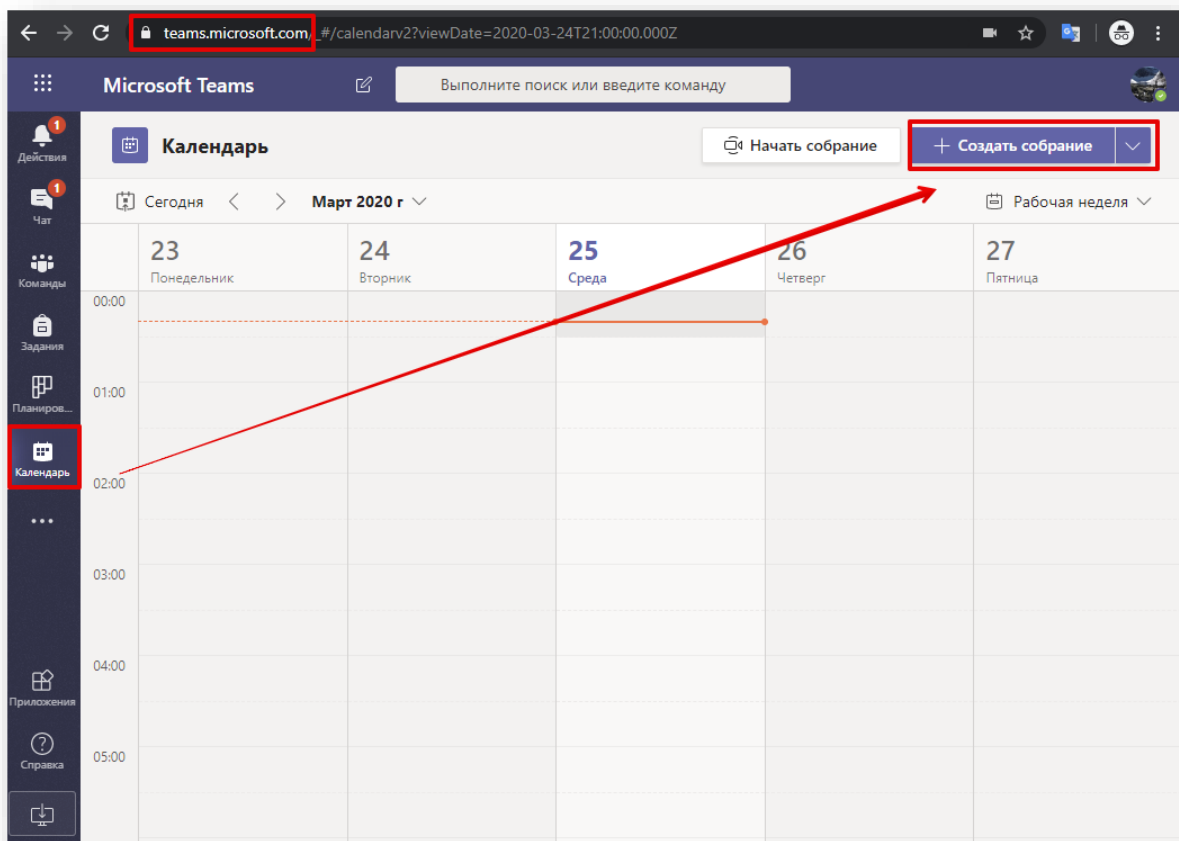 teams.microsoft.com/_#/calendarv2?viewDate=2020-03-24T21:00:00.000Z
Microsoft Teams
Выполните поиск или введите команду
1
Действия
Календарь
Начать собрание
+ Создать собрание
1
Чат
Сегодня
Март 2020 г
Рабочая неделя
Команды
23
Понедельник
24
Вторник
25
Среда
26
Четверг
27
Пятница
00:00
Задания
01:00
Планиров...
Календарь
02:00
03:00
04:00
Приложения
05:00
Справка